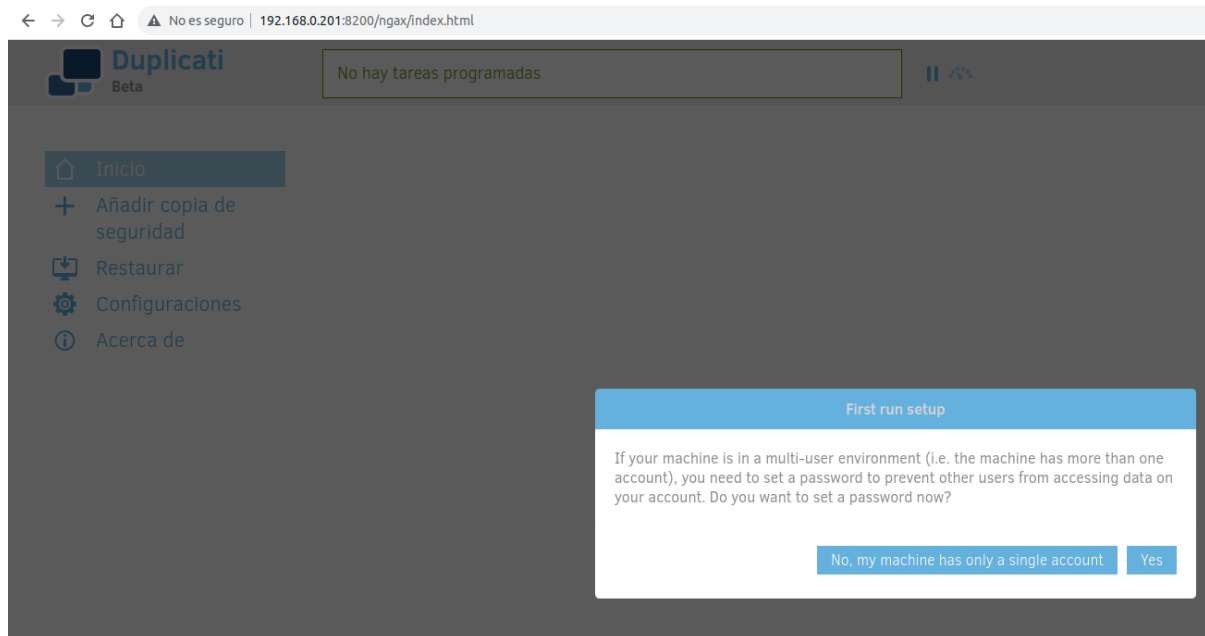 No es seguro | 192.168.0.201:8200/ngax/index.html
Duplicati
Beta
No hay tareas programadas
Inicio
Añadir copia de
seguridad
Restaurar
Configuraciones
Acerca de
First run setup
If your machine is in a multi-user environment (i.e. the machine has more than one
account), you need to set a password to prevent other users from accessing data on
your account. Do you want to set a password now?
No, my machine has only a single account
Yes